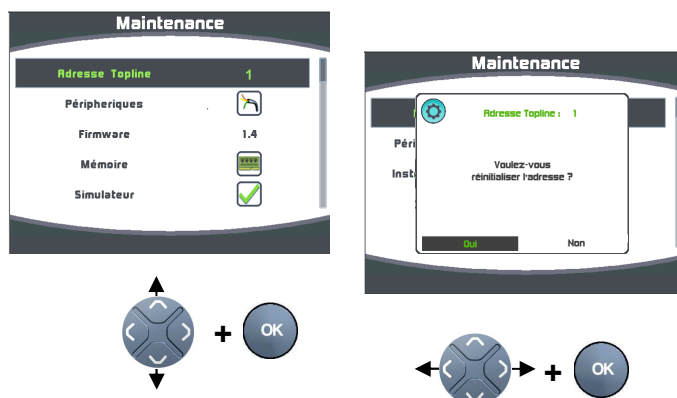 Maintenance
Adresse Topline 1
Péripheriques
Firmware 1.4
Mémoire
Simulateur
+ OK
Maintenance
Adresse Topline : 1
Péri
Voulez-vous
Inst
réinitialiser l'adresse ?
Oui Non
+ OK